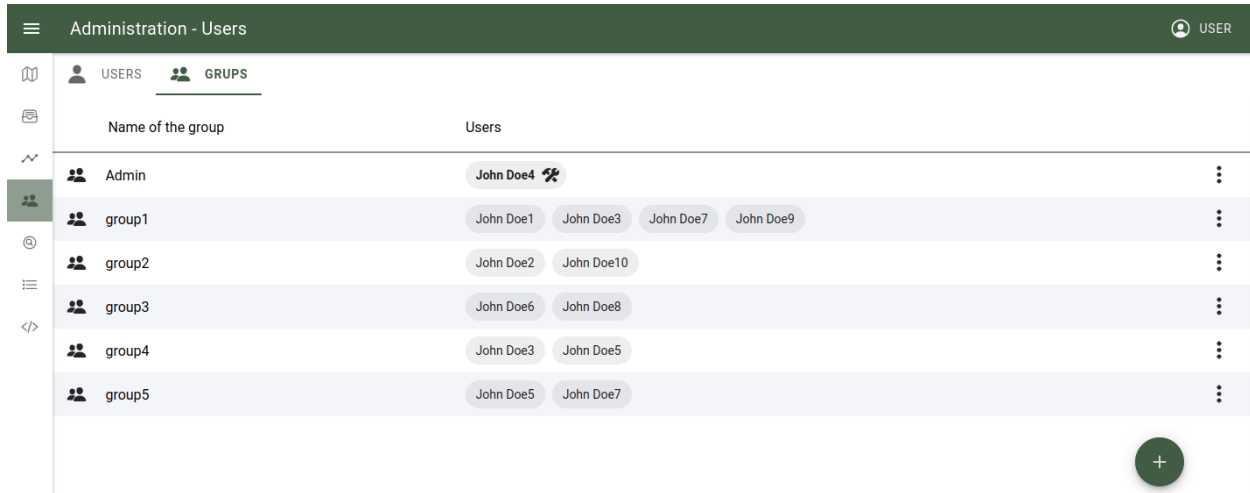 Administration - Users USER
USERS GRUPS
Name of the group Users
Admin John Doe4
group1 John Doe1 John Doe3 John Doe7 John Doe9
group2 John Doe2 John Doe10
group3 John Doe6 John Doe8
group4 John Doe3 John Doe5
group5 John Doe5 John Doe7